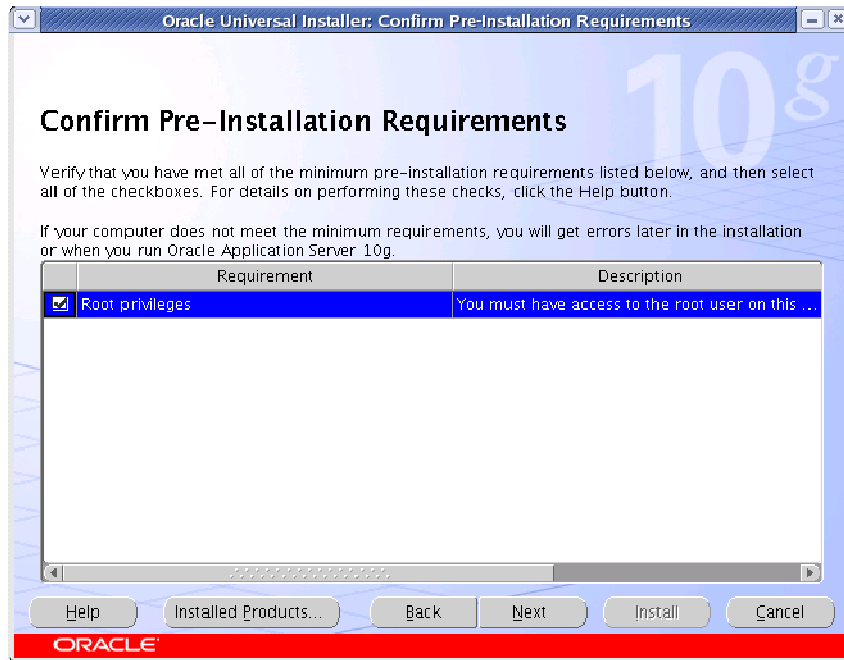 Oracle Universal Installer: Confirm Pre-Installation Requirements
10g
Confirm Pre-Installation Requirements
Verify that you have met all of the minimum pre-installation requirements listed below, and then select
all of the checkboxes. For details on performing these checks, click the Help button.
If your computer does not meet the minimum requirements, you will get errors later in the installation
or when you run Oracle Application Server 10g.
Requirement Description
Root privileges You must have access to the root user on this ...
Help Installed Products... Back Next Install Cancel
ORACLE